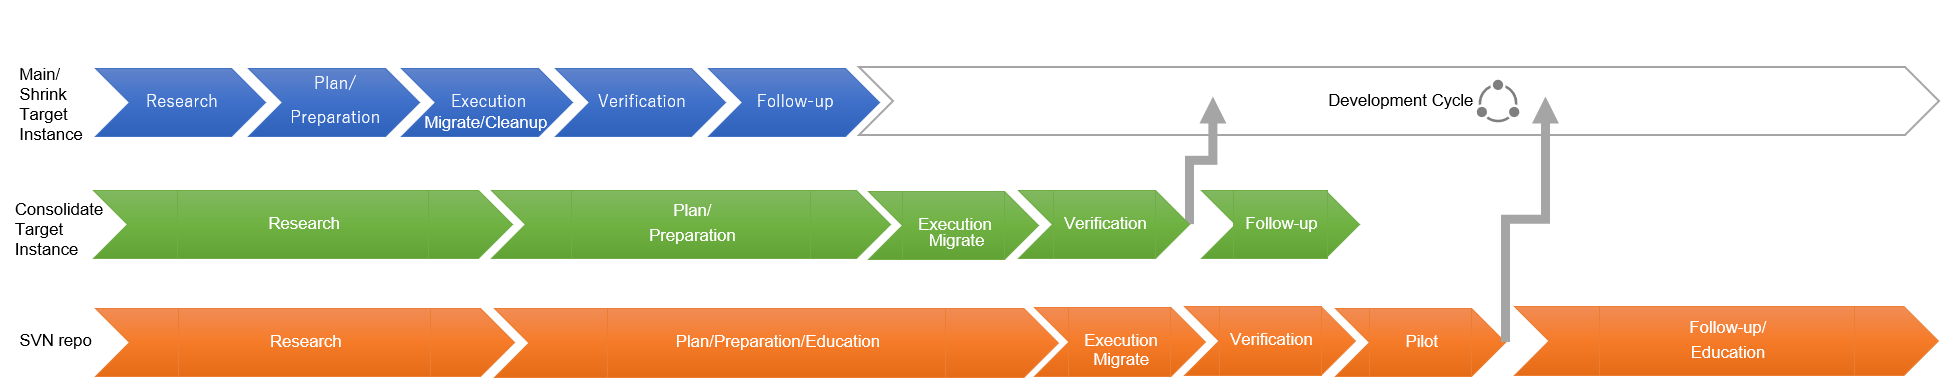 Main/
Shrink
Target
Instance
Research
Plan/
Preparation
Execution
Migrate/Cleanup
Verification
Follow-up
Development Cycle
Consolidate
Target
Instance
Research
Plan/
Preparation
Execution
Migrate
Verification
Follow-up
SVN repo
Research
Plan/Preparation/Education
Execution
Migrate
Verification
Pilot
Follow-up/
Education